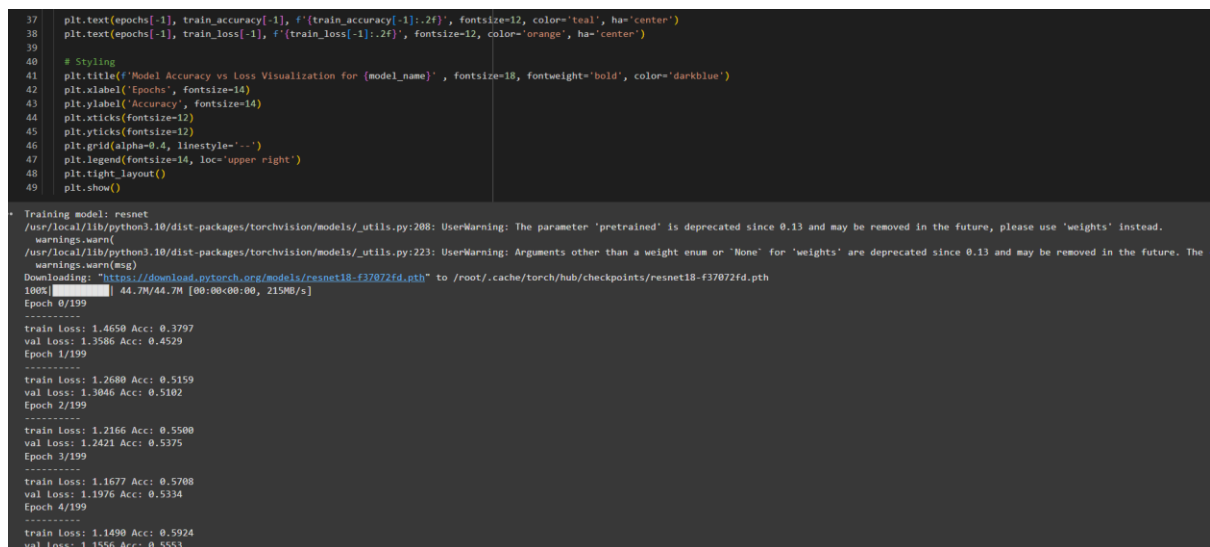 37 plt.text(epochs[-1], train_accuracy[-1], f'{train_accuracy[-1]:.2f}', fontsize=12, color='teal', ha='center')
38 plt.text(epochs[-1], train_loss[-1], f'{train_loss[-1]:.2f}', fontsize=12, color='orange', ha='center')
39
40 # Styling
41 plt.title(f'Model Accuracy vs Loss Visualization for {model_name}' , fontsize=18, fontweight='bold', color='darkblue')
42 plt.xlabel('Epochs', fontsize=14)
43 plt.ylabel('Accuracy', fontsize=14)
44 plt.xticks(fontsize=12)
45 plt.yticks(fontsize=12)
46 plt.grid(alpha=0.4, linestyle='--')
47 plt.legend(fontsize=14, loc='upper right')
48 plt.tight_layout()
49 plt.show()
Training model: resnet
/usr/local/lib/python3.10/dist-packages/torchvision/models/_utils.py:208: UserWarning: The parameter 'pretrained' is deprecated since 0.13 and may be removed in the future, please use 'weights' instead.
warnings.warn(
/usr/local/lib/python3.10/dist-packages/torchvision/models/_utils.py:223: UserWarning: Arguments other than a weight enum or `None` for 'weights' are deprecated since 0.13 and may be removed in the future. The
warnings.warn(msg)
Downloading: "https://download.pytorch.org/models/resnet18-f37072fd.pth" to /root/.cache/torch/hub/checkpoints/resnet18-f37072fd.pth
100%|██████████| 44.7M/44.7M [00:00<00:00, 215MB/s]
Epoch 0/199
----------
train Loss: 1.4650 Acc: 0.3797
val Loss: 1.3586 Acc: 0.4529
Epoch 1/199
----------
train Loss: 1.2680 Acc: 0.5159
val Loss: 1.3046 Acc: 0.5102
Epoch 2/199
----------
train Loss: 1.2166 Acc: 0.5500
val Loss: 1.2421 Acc: 0.5375
Epoch 3/199
----------
train Loss: 1.1677 Acc: 0.5708
val Loss: 1.1976 Acc: 0.5334
Epoch 4/199
----------
train Loss: 1.1490 Acc: 0.5924
val Loss: 1.1556 Acc: 0.5553